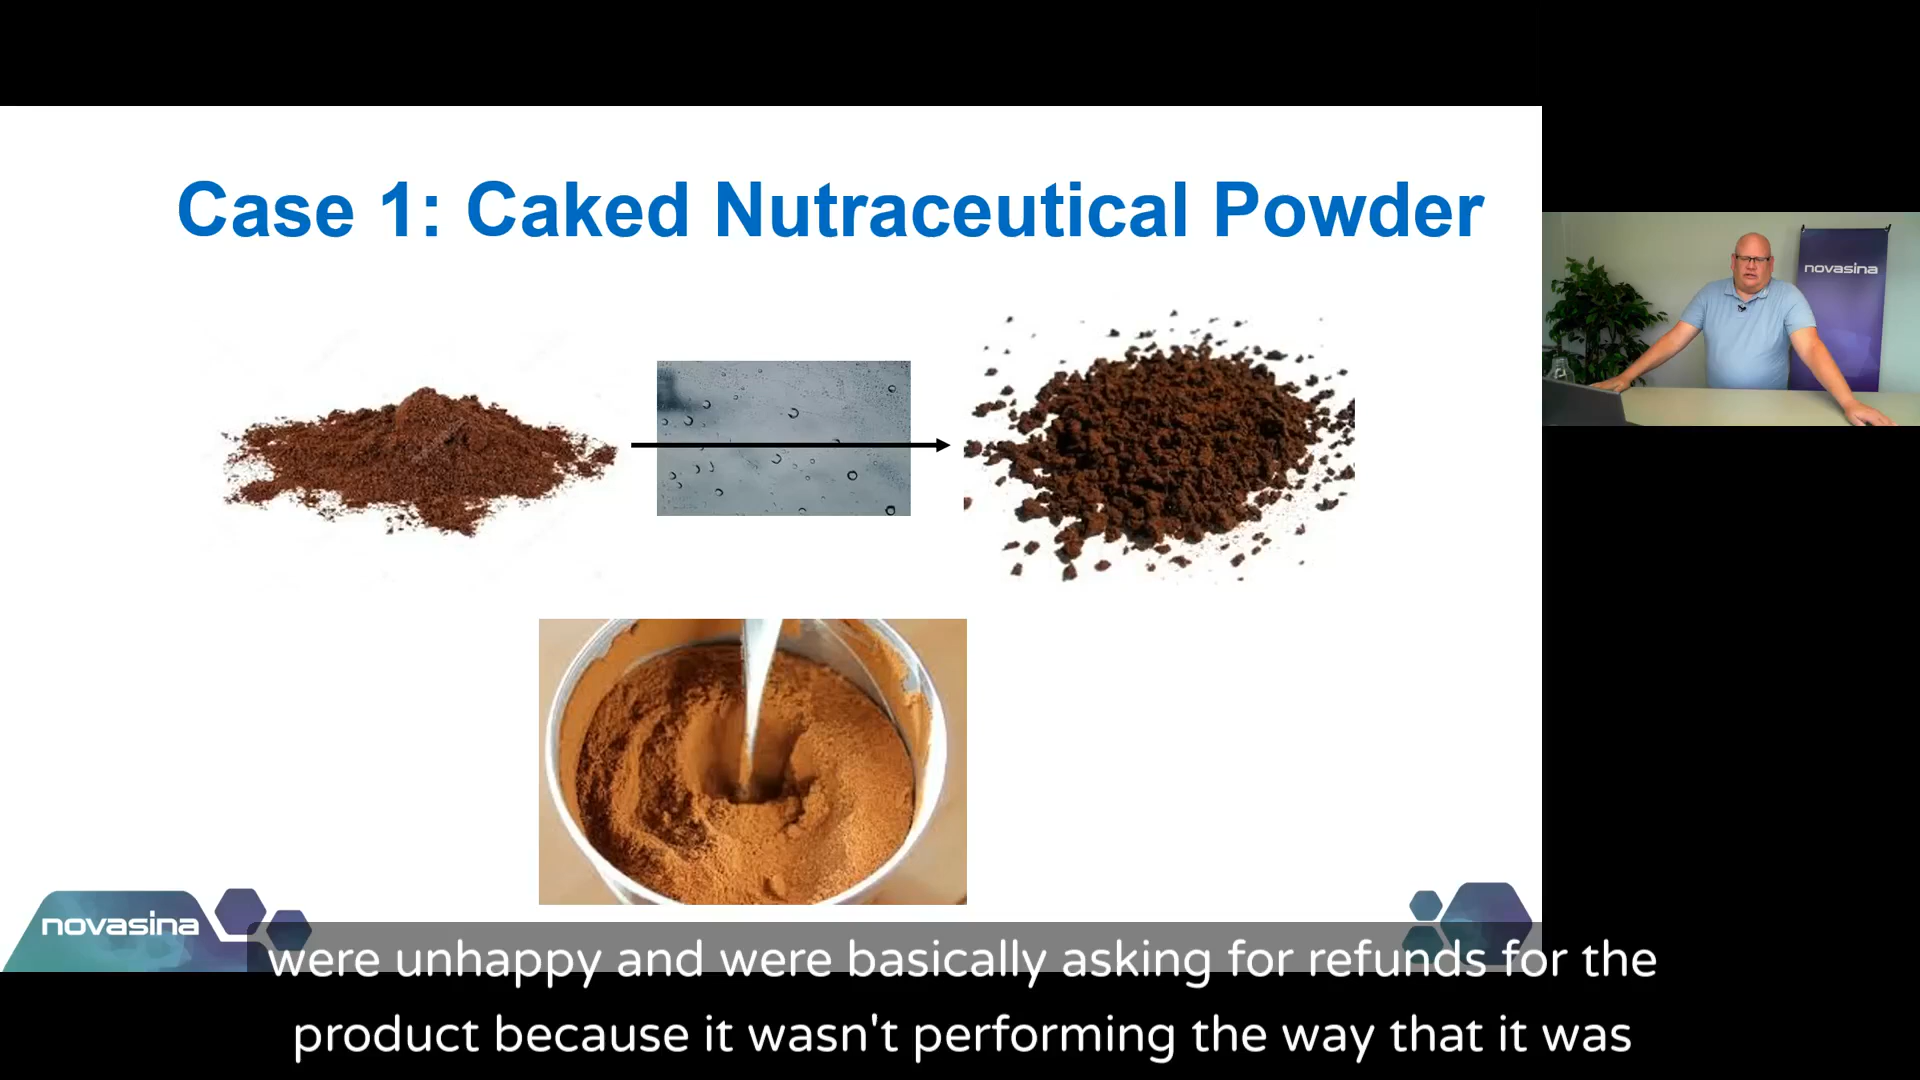 Case 1: Caked Nutraceutical Powder
novasina
novasina
were unhappy and were basically asking for refunds for the
product because it wasn't performing the way that it was